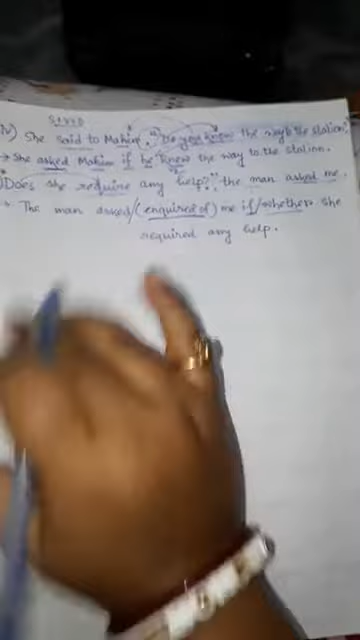 iv) She said to Mahim, "Do you know the way to the station."
→ She asked Mahim if he knew the way to the station.
Does she require any help?", the man asked me.
→ The man asked/(enquired of) me if/whether she
required any help.